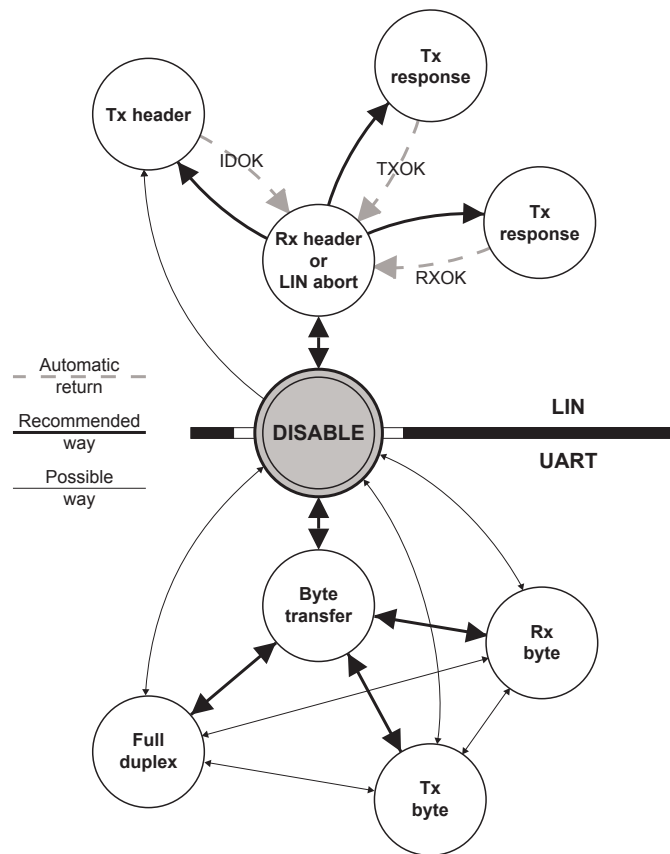 Tx
response
Tx header
IDOK
TXOK
Rx header
or
LIN abort
Tx
response
RXOK
Automatic
return
Recommended
way
Possible
way
DISABLE
LIN
UART
Byte
transfer
Rx
byte
Full
duplex
Tx
byte